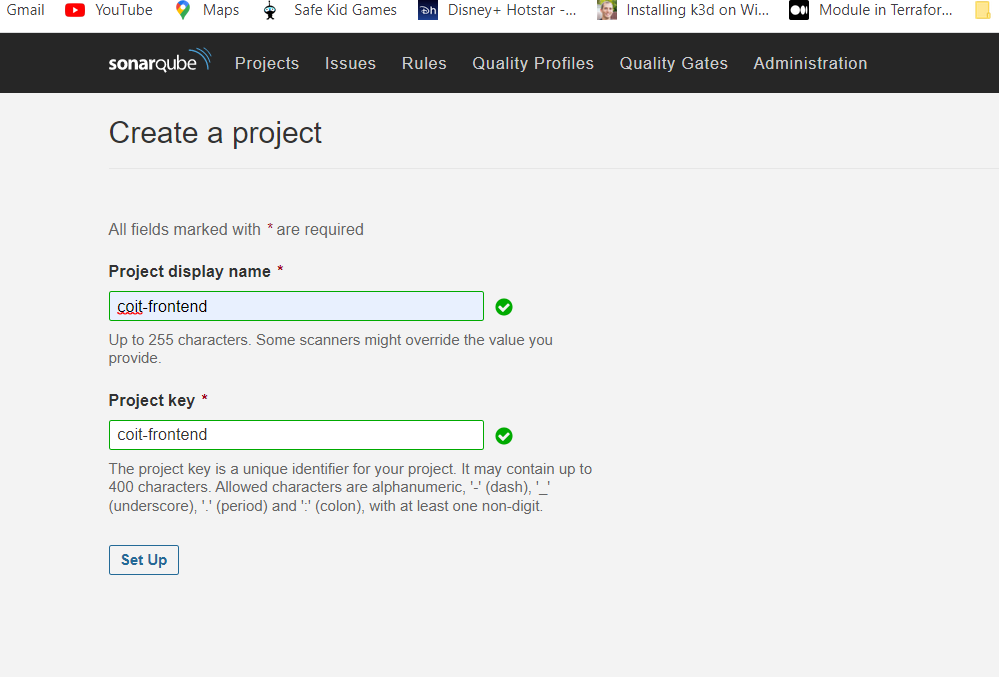 Gmail YouTube Maps Safe Kid Games Disney+ Hotstar -... Installing k3d on Wi... Module in Terrafor...
sonarqube Projects Issues Rules Quality Profiles Quality Gates Administration
Create a project
All fields marked with * are required
Project display name *
coit-frontend
Up to 255 characters. Some scanners might override the value you
provide.
Project key *
coit-frontend
The project key is a unique identifier for your project. It may contain up to
400 characters. Allowed characters are alphanumeric, '-' (dash), '_'
(underscore), '.' (period) and ':' (colon), with at least one non-digit.
Set Up